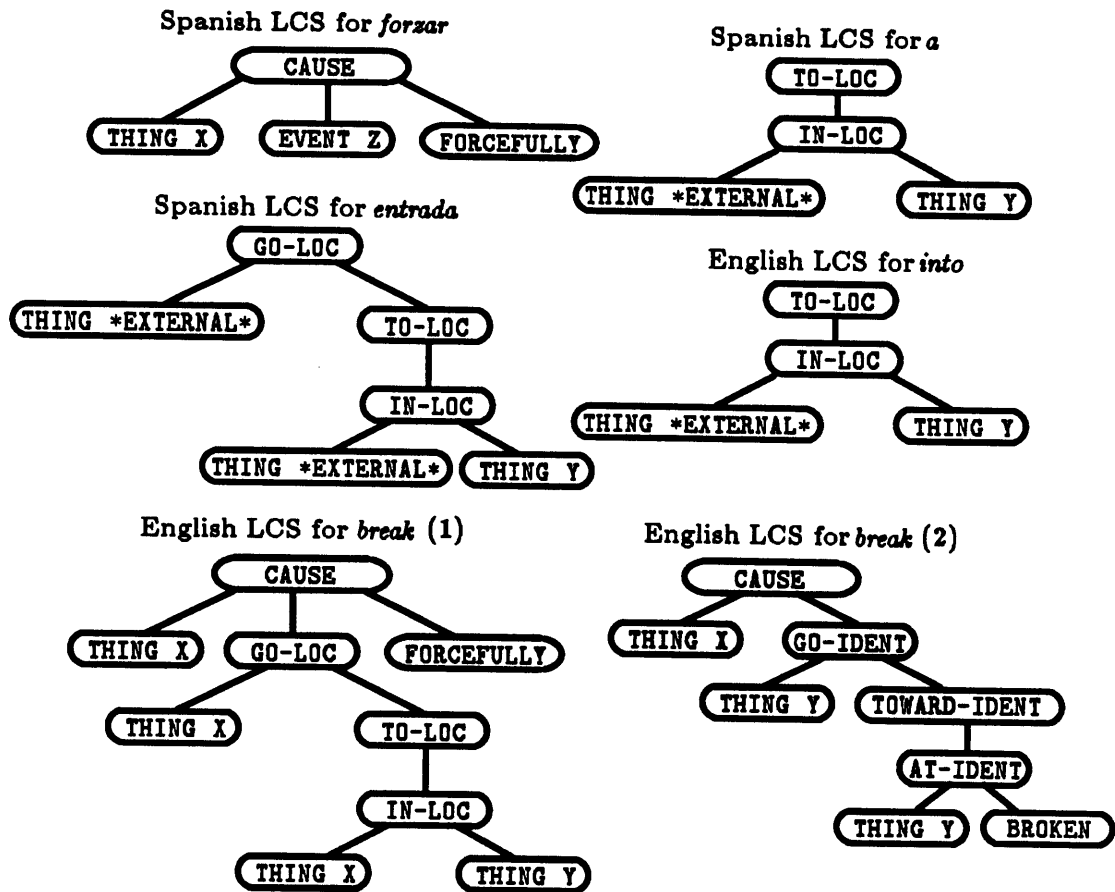 Spanish LCS for forzar
CAUSE
THING X
EVENT Z
FORCEFULLY
Spanish LCS for a
TO-LOC
IN-LOC
THING *EXTERNAL*
THING Y
Spanish LCS for entrada
GO-LOC
THING *EXTERNAL*
TO-LOC
IN-LOC
THING *EXTERNAL*
THING Y
English LCS for into
TO-LOC
IN-LOC
THING *EXTERNAL*
THING Y
English LCS for break (1)
CAUSE
THING X
GO-LOC
FORCEFULLY
THING X
TO-LOC
IN-LOC
THING X
THING Y
English LCS for break (2)
CAUSE
THING X
GO-IDENT
THING Y
TOWARD-IDENT
AT-IDENT
THING Y
BROKEN